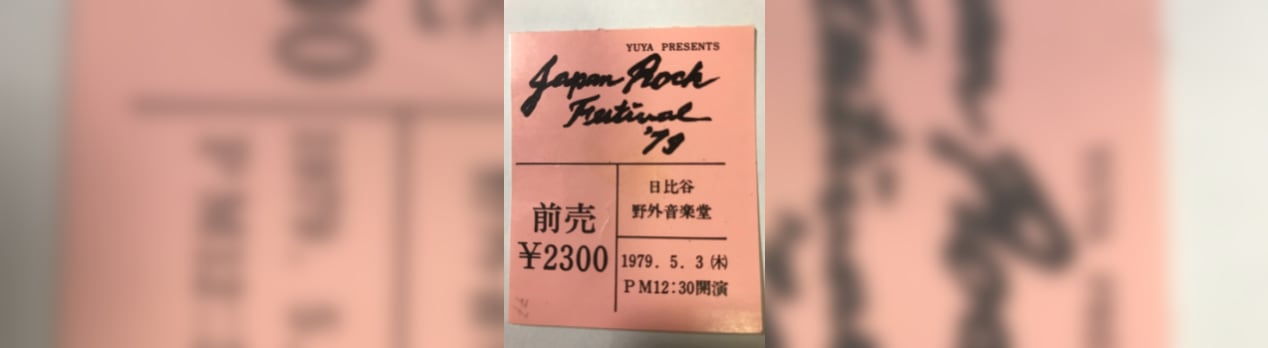 YUYA PRESENTS
Japan Rock
Festival
'79
前売
¥2300
日比谷
野外音楽堂
1979. 5. 3 ㈭
PM12:30開演